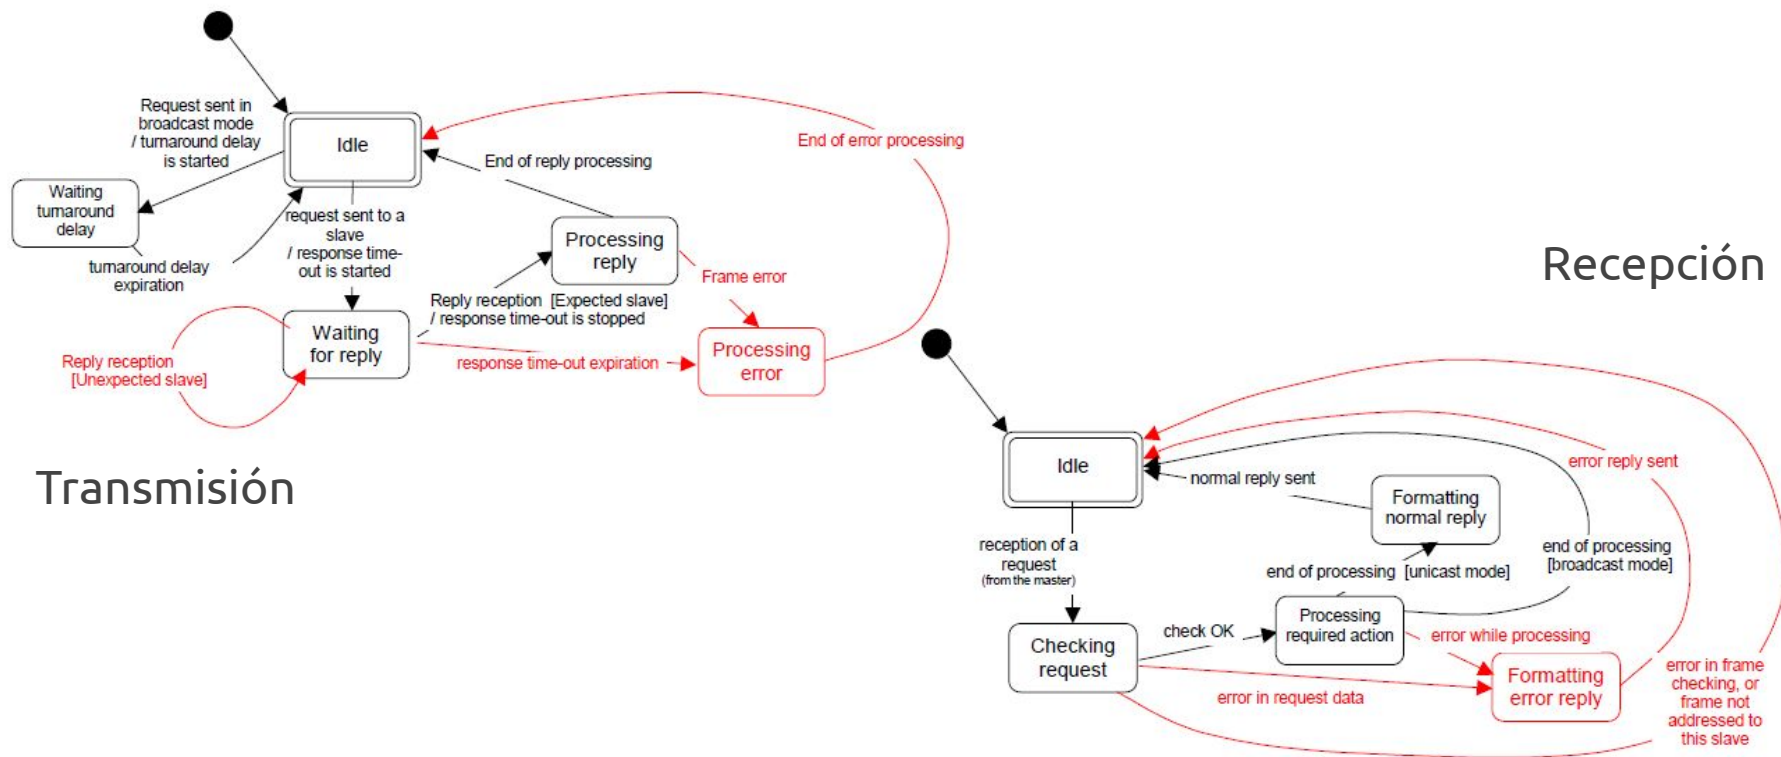 Request sent in
broadcast mode
/ turnaround delay
is started
Idle
End of error processing
End of reply processing
Waiting
turnaround
delay
request sent to a
slave
/ response time-
out is started
Processing
reply
turnaround delay
expiration
Frame error
Reply reception [Expected slave]
/ response time-out is stopped
Waiting
for reply
Reply reception
[Unexpected slave]
response time-out expiration
Processing
error
Transmisión
Recepción
Idle
normal reply sent
error reply sent
Formatting
normal reply
reception of a
request
(from the master)
end of processing
[broadcast mode]
end of processing [unicast mode]
Checking
request
check OK
Processing
required action
error while processing
error in request data
Formatting
error reply
error in frame
checking, or
frame not
addressed to
this slave